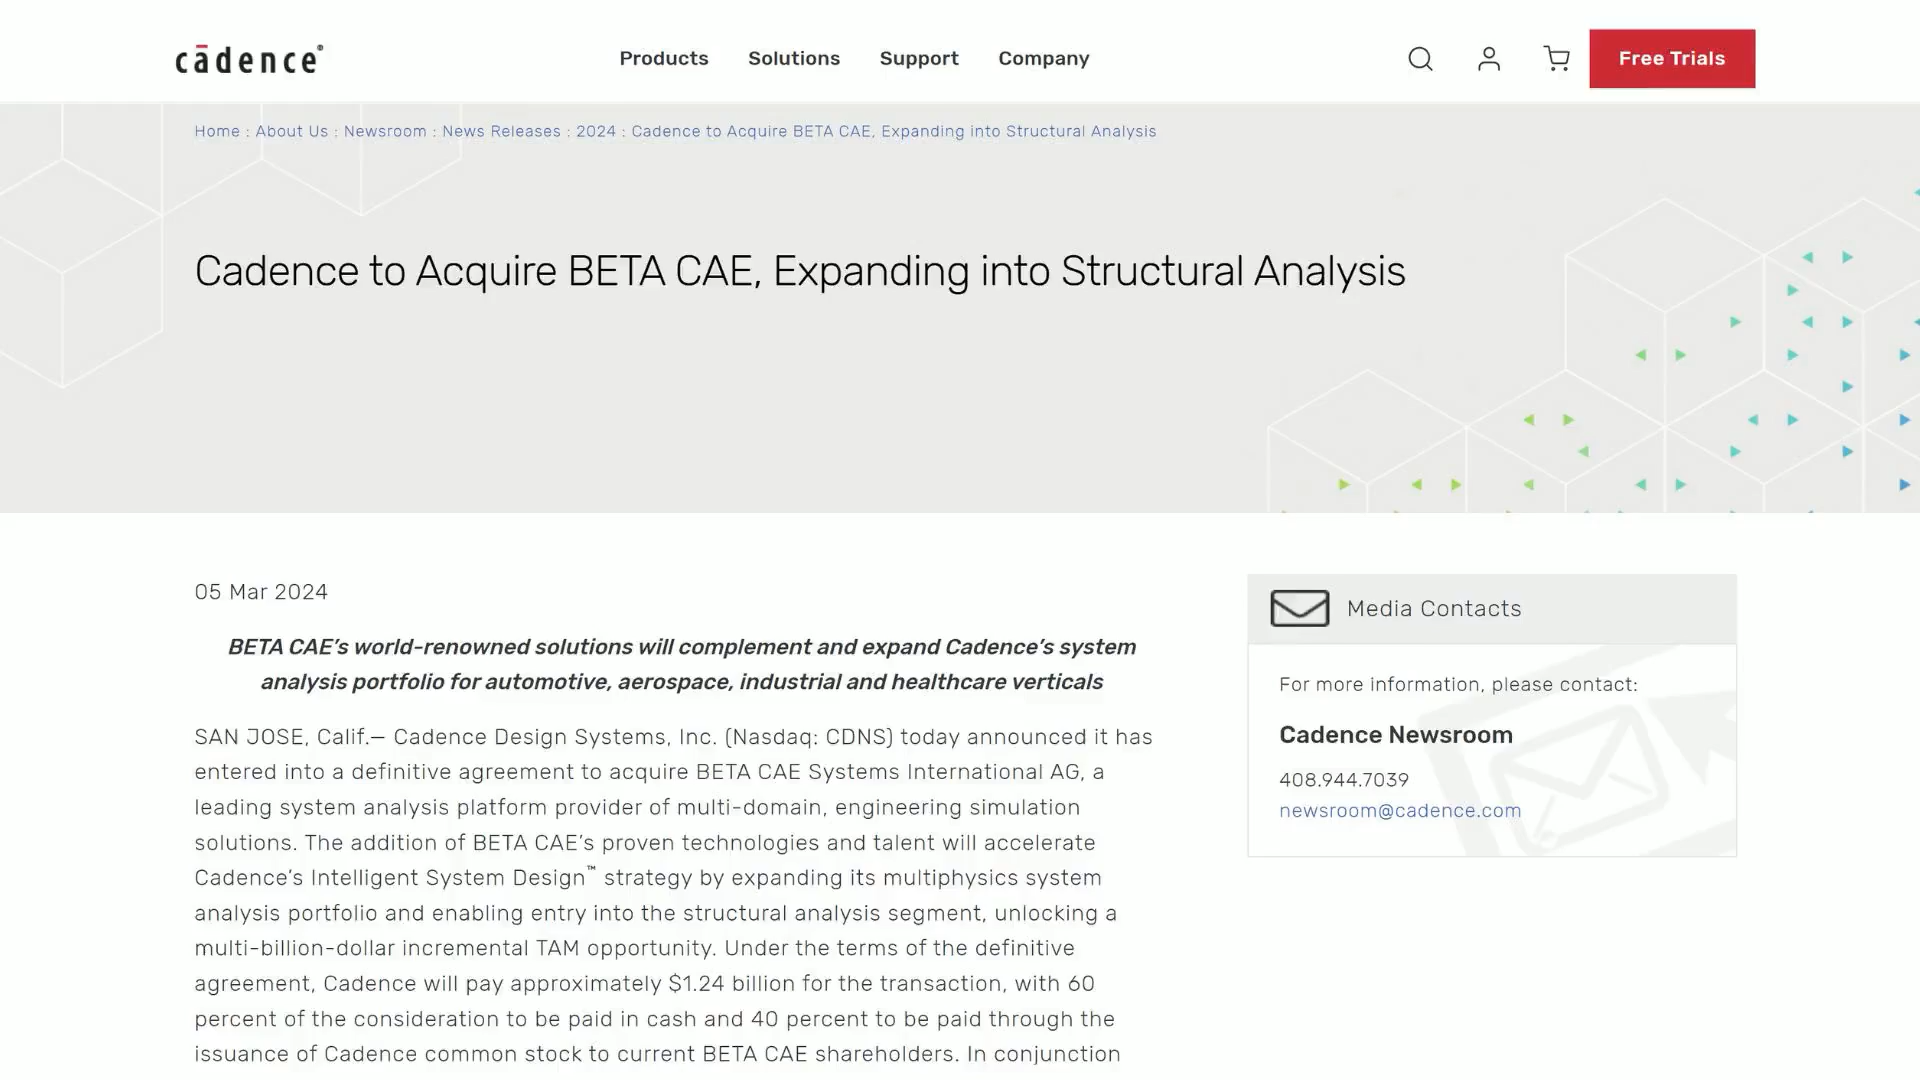 cādence®
Products Solutions Support Company
Free Trials
Home : About Us : Newsroom : News Releases : 2024 : Cadence to Acquire BETA CAE, Expanding into Structural Analysis
Cadence to Acquire BETA CAE, Expanding into Structural Analysis
05 Mar 2024
BETA CAE’s world-renowned solutions will complement and expand Cadence’s system
analysis portfolio for automotive, aerospace, industrial and healthcare verticals
SAN JOSE, Calif.— Cadence Design Systems, Inc. (Nasdaq: CDNS) today announced it has
entered into a definitive agreement to acquire BETA CAE Systems International AG, a
leading system analysis platform provider of multi-domain, engineering simulation
solutions. The addition of BETA CAE’s proven technologies and talent will accelerate
Cadence’s Intelligent System Design™ strategy by expanding its multiphysics system
analysis portfolio and enabling entry into the structural analysis segment, unlocking a
multi-billion-dollar incremental TAM opportunity. Under the terms of the definitive
agreement, Cadence will pay approximately $1.24 billion for the transaction, with 60
percent of the consideration to be paid in cash and 40 percent to be paid through the
issuance of Cadence common stock to current BETA CAE shareholders. In conjunction
Media Contacts
For more information, please contact:
Cadence Newsroom
408.944.7039
newsroom@cadence.com